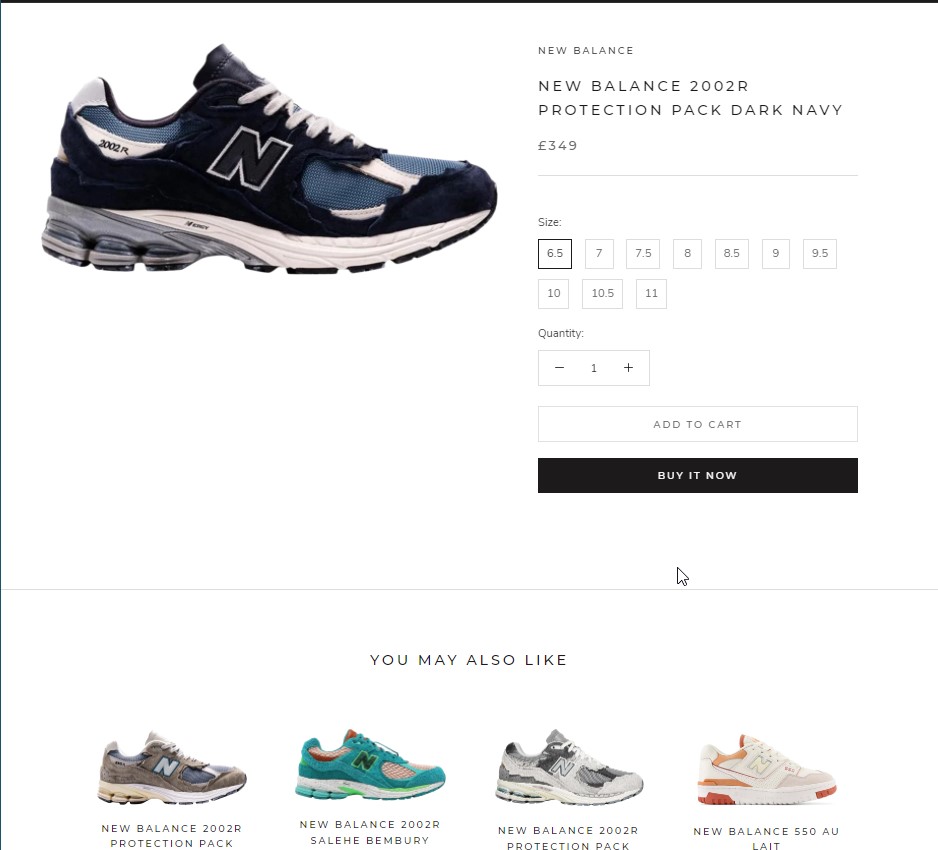 NEW BALANCE
NEW BALANCE 2002R
PROTECTION PACK DARK NAVY
£349
2002 R
N
N ERGY
Size:
6.5 7 7.5 8 8.5 9 9.5
10 10.5 11
Quantity:
1
ADD TO CART
BUY IT NOW
YOU MAY ALSO LIKE
NEW BALANCE 2002R
PROTECTION PACK
NEW BALANCE 2002R
SALEHE BEMBURY
NEW BALANCE 2002R
PROTECTION PACK
NEW BALANCE 550 AU
LAIT